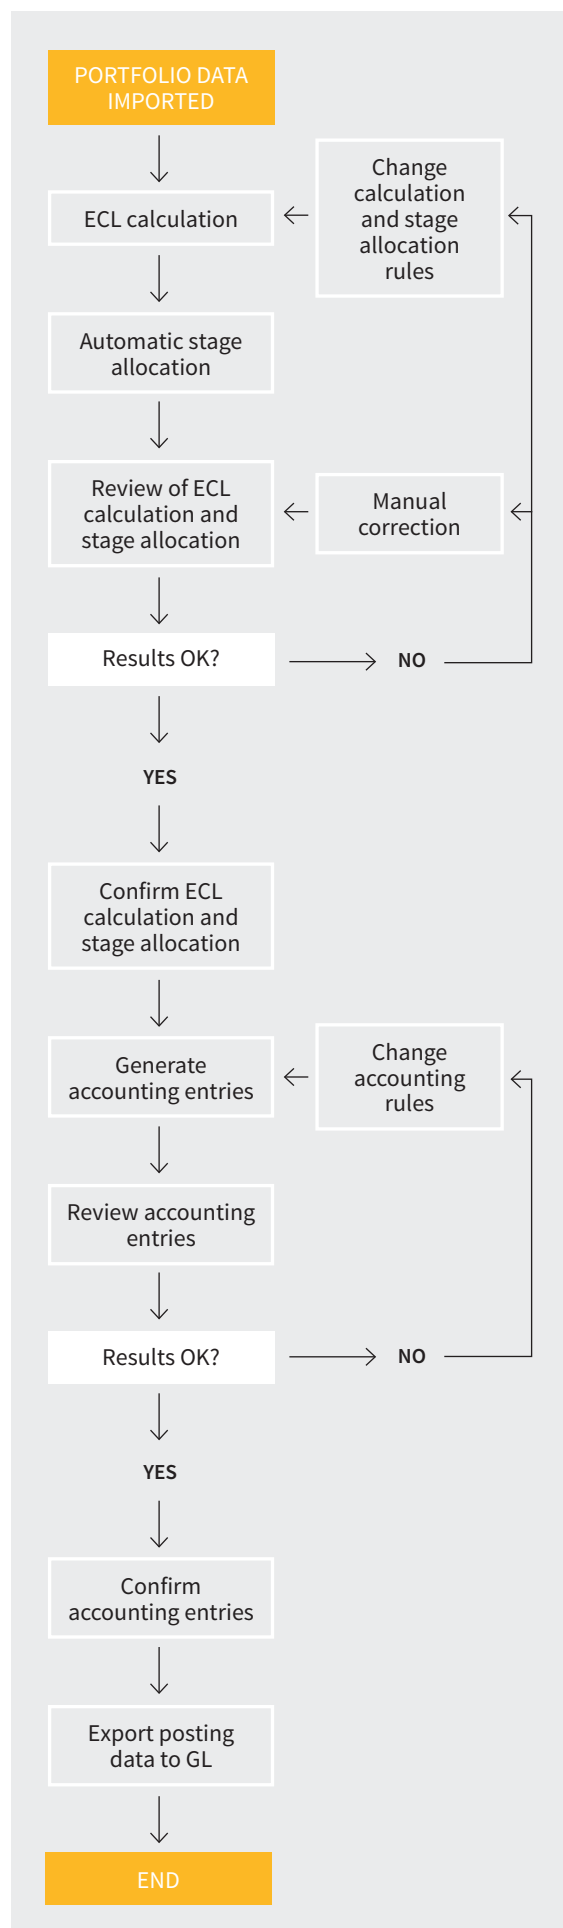 PORTFOLIO DATA
IMPORTED
Change
calculation
and stage
allocation
rules
ECL calculation
Automatic stage
allocation
Review of ECL
calculation and
stage allocation
Manual
correction
Results OK?
NO
YES
Confirm ECL
calculation and
stage allocation
Generate
accounting entries
Change
accounting
rules
Review accounting
entries
Results OK?
NO
YES
Confirm
accounting entries
Export posting
data to GL
END